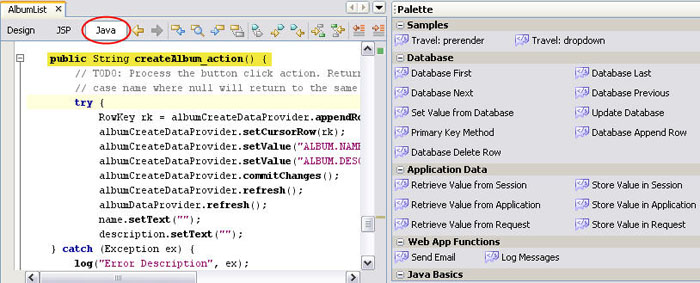 AlbumList
Design JSP Java
public String createAlbum_action() {
// TODO: Process the button click action. Return
// case name where null will return to the same
try {
RowKey rk = albumCreateDataProvider.appendRo
albumCreateDataProvider.setCursorRow(rk);
albumCreateDataProvider.setValue("ALBUM.NAME
albumCreateDataProvider.setValue("ALBUM.DESC
albumCreateDataProvider.commitChanges();
albumCreateDataProvider.refresh();
albumDataProvider.refresh();
name.setText("");
description.setText("");
} catch (Exception ex) {
log("Error Description", ex);
Palette
Samples
Travel: prerender Travel: dropdown
Database
Database First Database Last
Database Next Database Previous
Set Value from Database Update Database
Primary Key Method Database Append Row
Database Delete Row
Application Data
Retrieve Value from Session Store Value in Session
Retrieve Value from Application Store Value in Application
Retrieve Value from Request Store Value in Request
Web App Functions
Send Email Log Messages
Java Basics